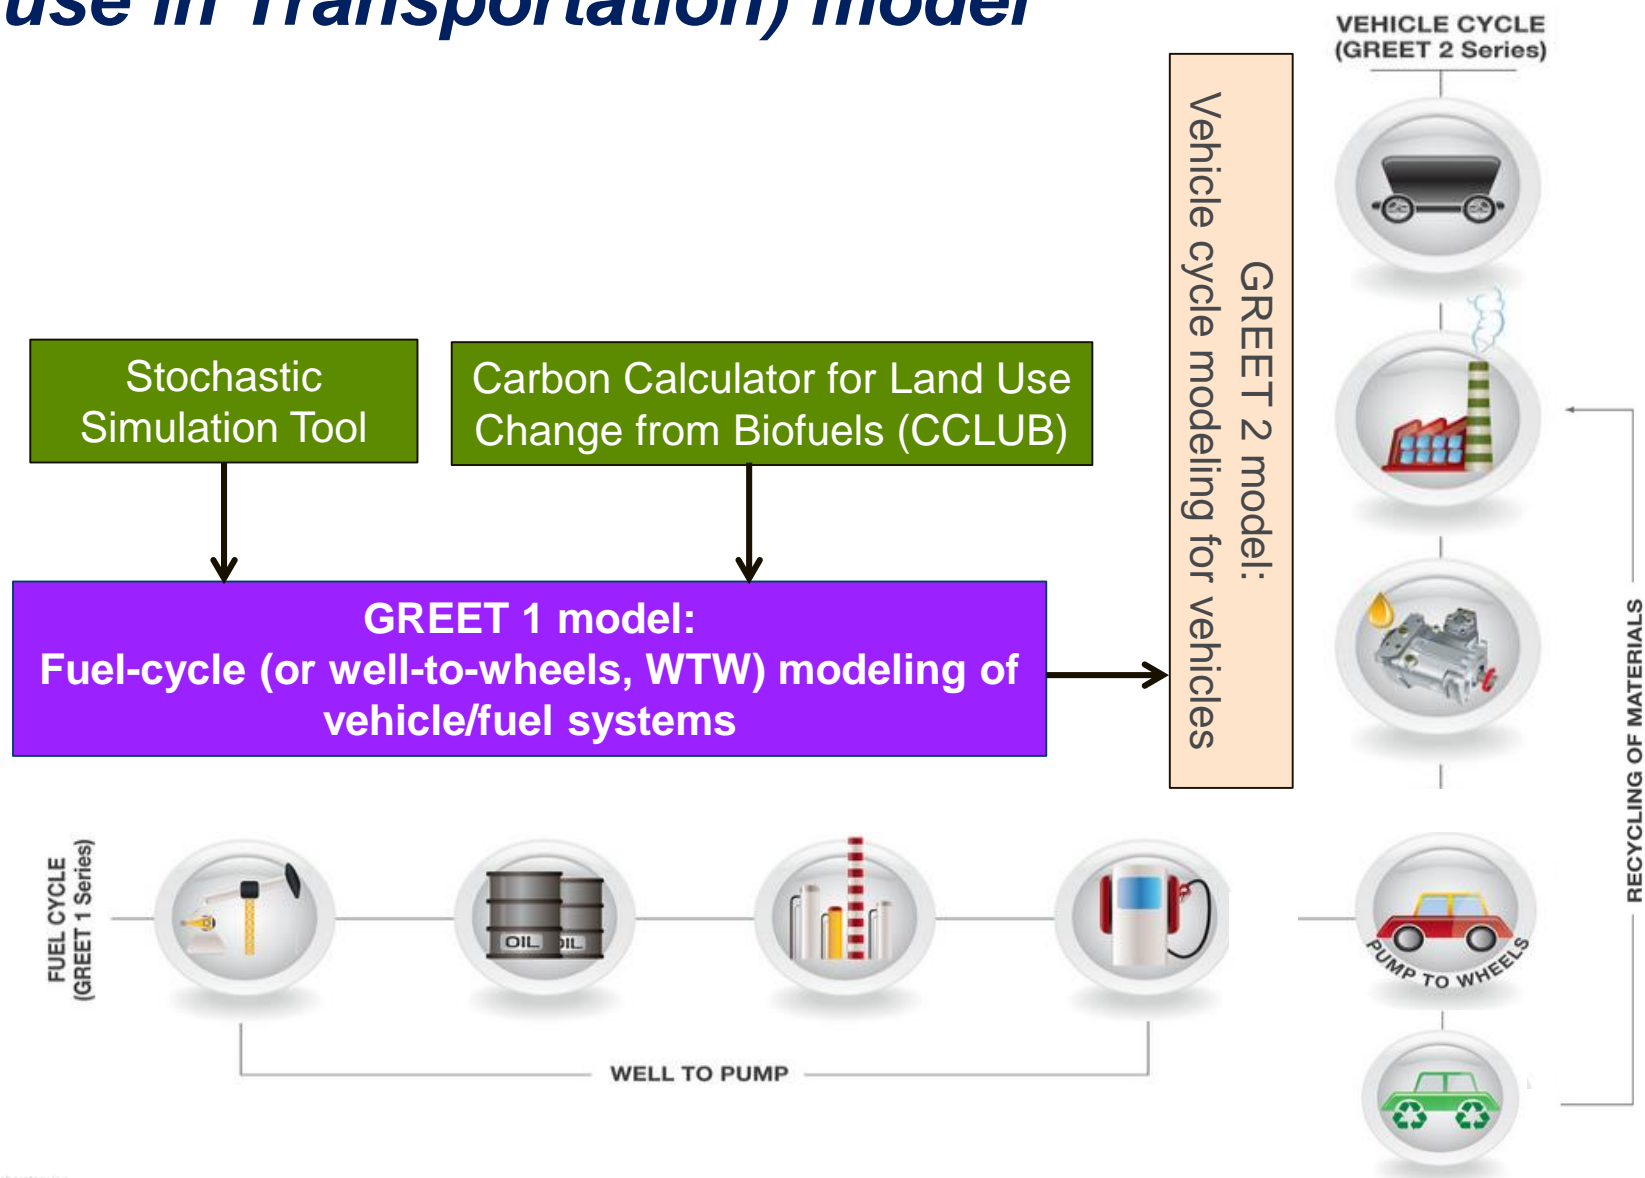 use in Transportation) model
VEHICLE CYCLE
(GREET 2 Series)
GREET 2 model:
Vehicle cycle modeling for vehicles
Stochastic
Simulation Tool
Carbon Calculator for Land Use
Change from Biofuels (CCLUB)
GREET 1 model:
Fuel-cycle (or well-to-wheels, WTW) modeling of
vehicle/fuel systems
RECYCLING OF MATERIALS
FUEL CYCLE
(GREET 1 Series)
OIL
OIL
PUMP TO WHEELS
WELL TO PUMP